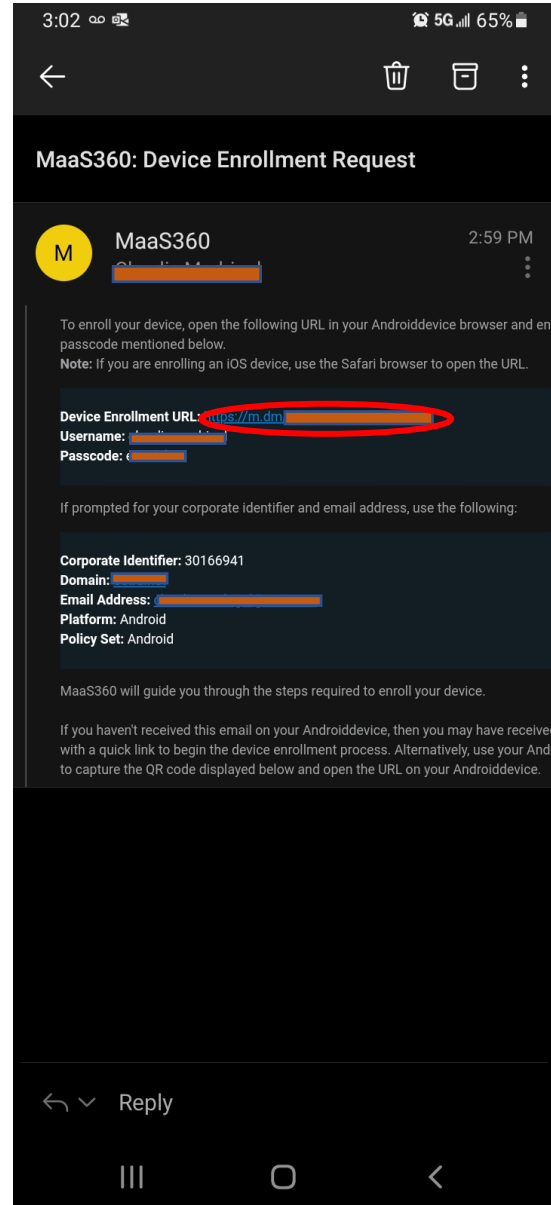 3:02 5G 65%
MaaS360: Device Enrollment Request
M MaaS360 2:59 PM
To enroll your device, open the following URL in your Androiddevice browser and en
passcode mentioned below.
Note: If you are enrolling an iOS device, use the Safari browser to open the URL.
Device Enrollment URL: https://m.dm
Username:
Passcode:
If prompted for your corporate identifier and email address, use the following:
Corporate Identifier: 30166941
Domain:
Email Address:
Platform: Android
Policy Set: Android
MaaS360 will guide you through the steps required to enroll your device.
If you haven't received this email on your Androiddevice, then you may have receive
with a quick link to begin the device enrollment process. Alternatively, use your And
to capture the QR code displayed below and open the URL on your Androiddevice.
Reply